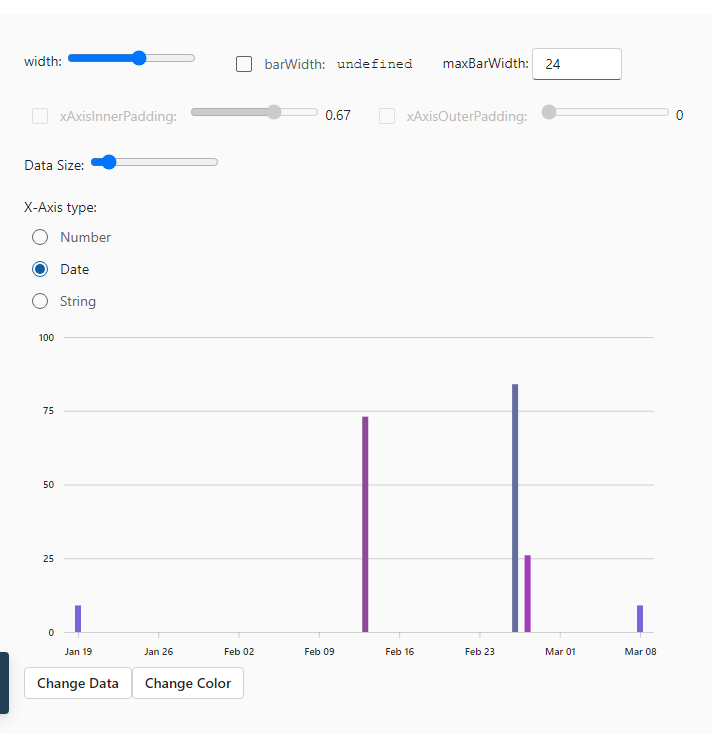 width: barWidth: undefined maxBarWidth: 24
xAxisInnerPadding: 0.67 xAxisOuterPadding: 0
Data Size:
X-Axis type:
Number
Date
String
100
75
50
25
0
Jan 19 Jan 26 Feb 02 Feb 09 Feb 16 Feb 23 Mar 01 Mar 08
Change Data Change Color